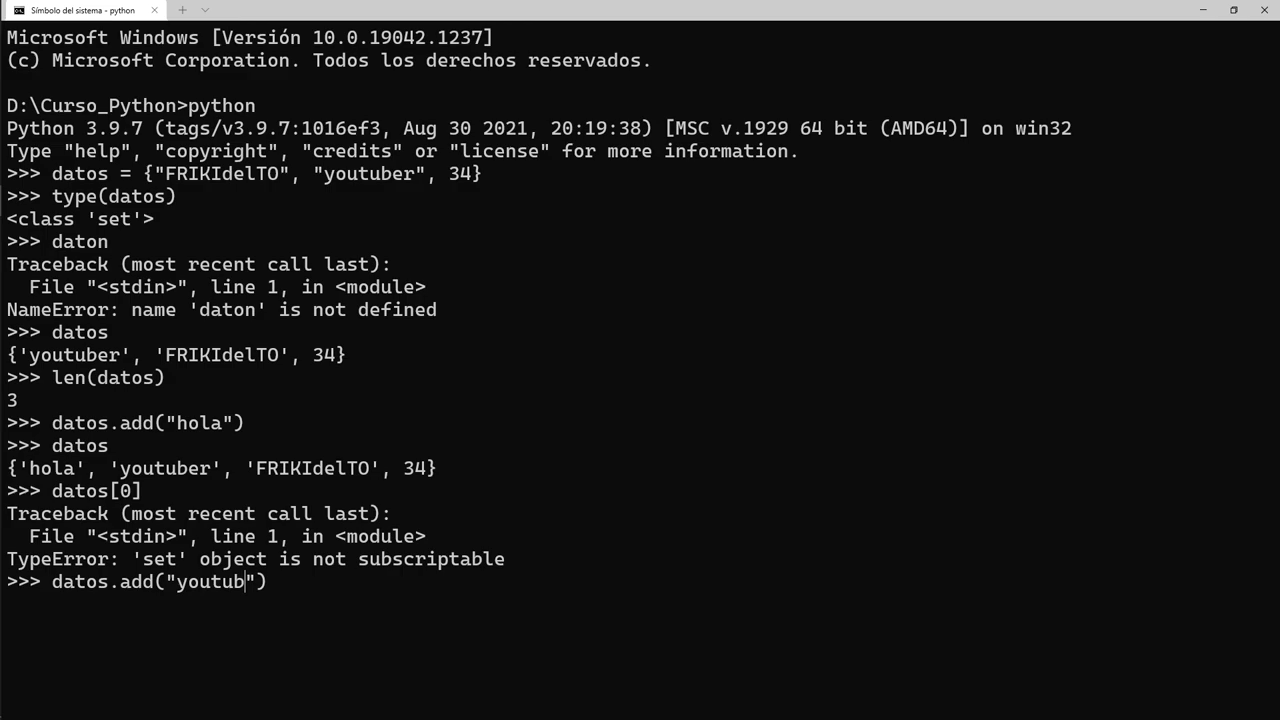 Símbolo del sistema - python
Microsoft Windows [Versión 10.0.19042.1237]
(c) Microsoft Corporation. Todos los derechos reservados.
D:\Curso_Python>python
Python 3.9.7 (tags/v3.9.7:1016ef3, Aug 30 2021, 20:19:38) [MSC v.1929 64 bit (AMD64)] on win32
Type "help", "copyright", "credits" or "license" for more information.
>>> datos = {"FRIKIdelTO", "youtuber", 34}
>>> type(datos)
<class 'set'>
>>> daton
Traceback (most recent call last):
  File "<stdin>", line 1, in <module>
NameError: name 'daton' is not defined
>>> datos
{'youtuber', 'FRIKIdelTO', 34}
>>> len(datos)
3
>>> datos.add("hola")
>>> datos
{'hola', 'youtuber', 'FRIKIdelTO', 34}
>>> datos[0]
Traceback (most recent call last):
  File "<stdin>", line 1, in <module>
TypeError: 'set' object is not subscriptable
>>> datos.add("youtub")